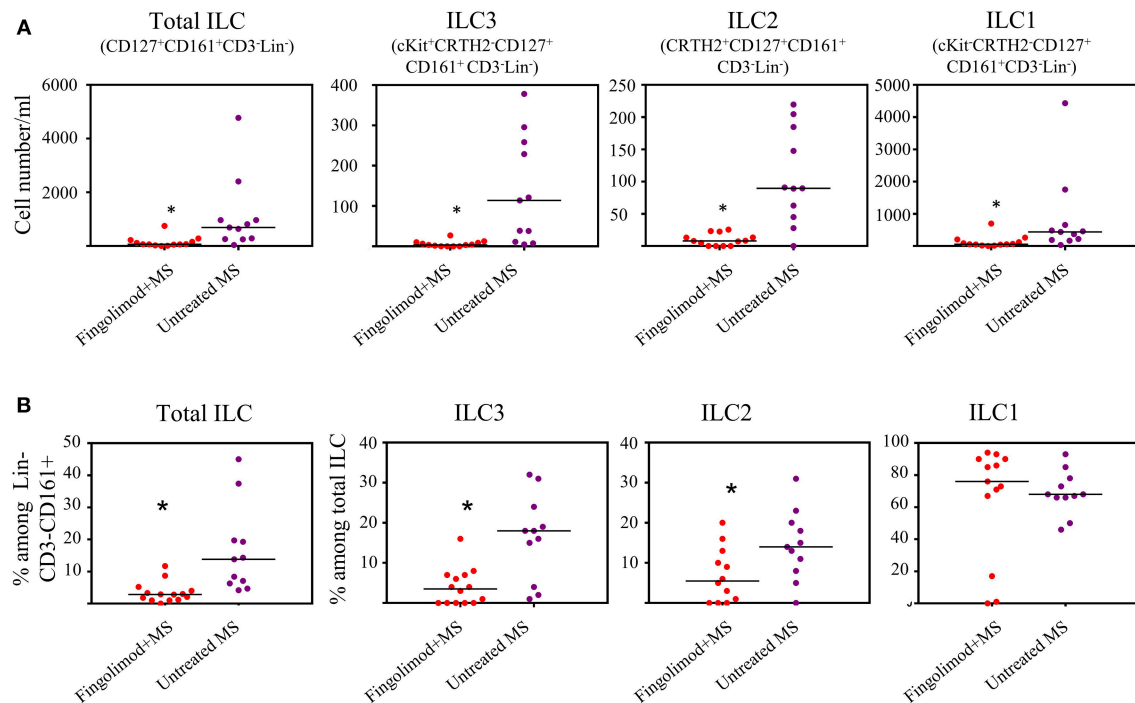 A
Total ILC
(CD127⁺CD161⁺CD3⁻Lin⁻)
ILC3
(cKit⁺CRTH2⁻CD127⁺
CD161⁺ CD3⁻Lin⁻)
ILC2
(CRTH2⁺CD127⁺CD161⁺
CD3⁻Lin⁻)
ILC1
(cKit⁻CRTH2⁻CD127⁺
CD161⁺CD3⁻Lin⁻)
Cell number/ml
6000
4000
2000
*
Fingolimod+MS
Untreated MS
400
300
200
100
*
Fingolimod+MS
Untreated MS
250
200
150
100
50
0
*
Fingolimod+MS
Untreated MS
5000
4000
3000
2000
1000
0
*
Fingolimod+MS
Untreated MS
B
Total ILC
ILC3
ILC2
ILC1
% among Lin-
CD3-CD161+
50
40
30
20
10
*
Fingolimod+MS
Untreated MS
% among total ILC
40
30
20
10
0
*
Fingolimod+MS
Untreated MS
40
30
20
10
0
*
Fingolimod+MS
Untreated MS
100
80
60
40
20
Fingolimod+MS
Untreated MS